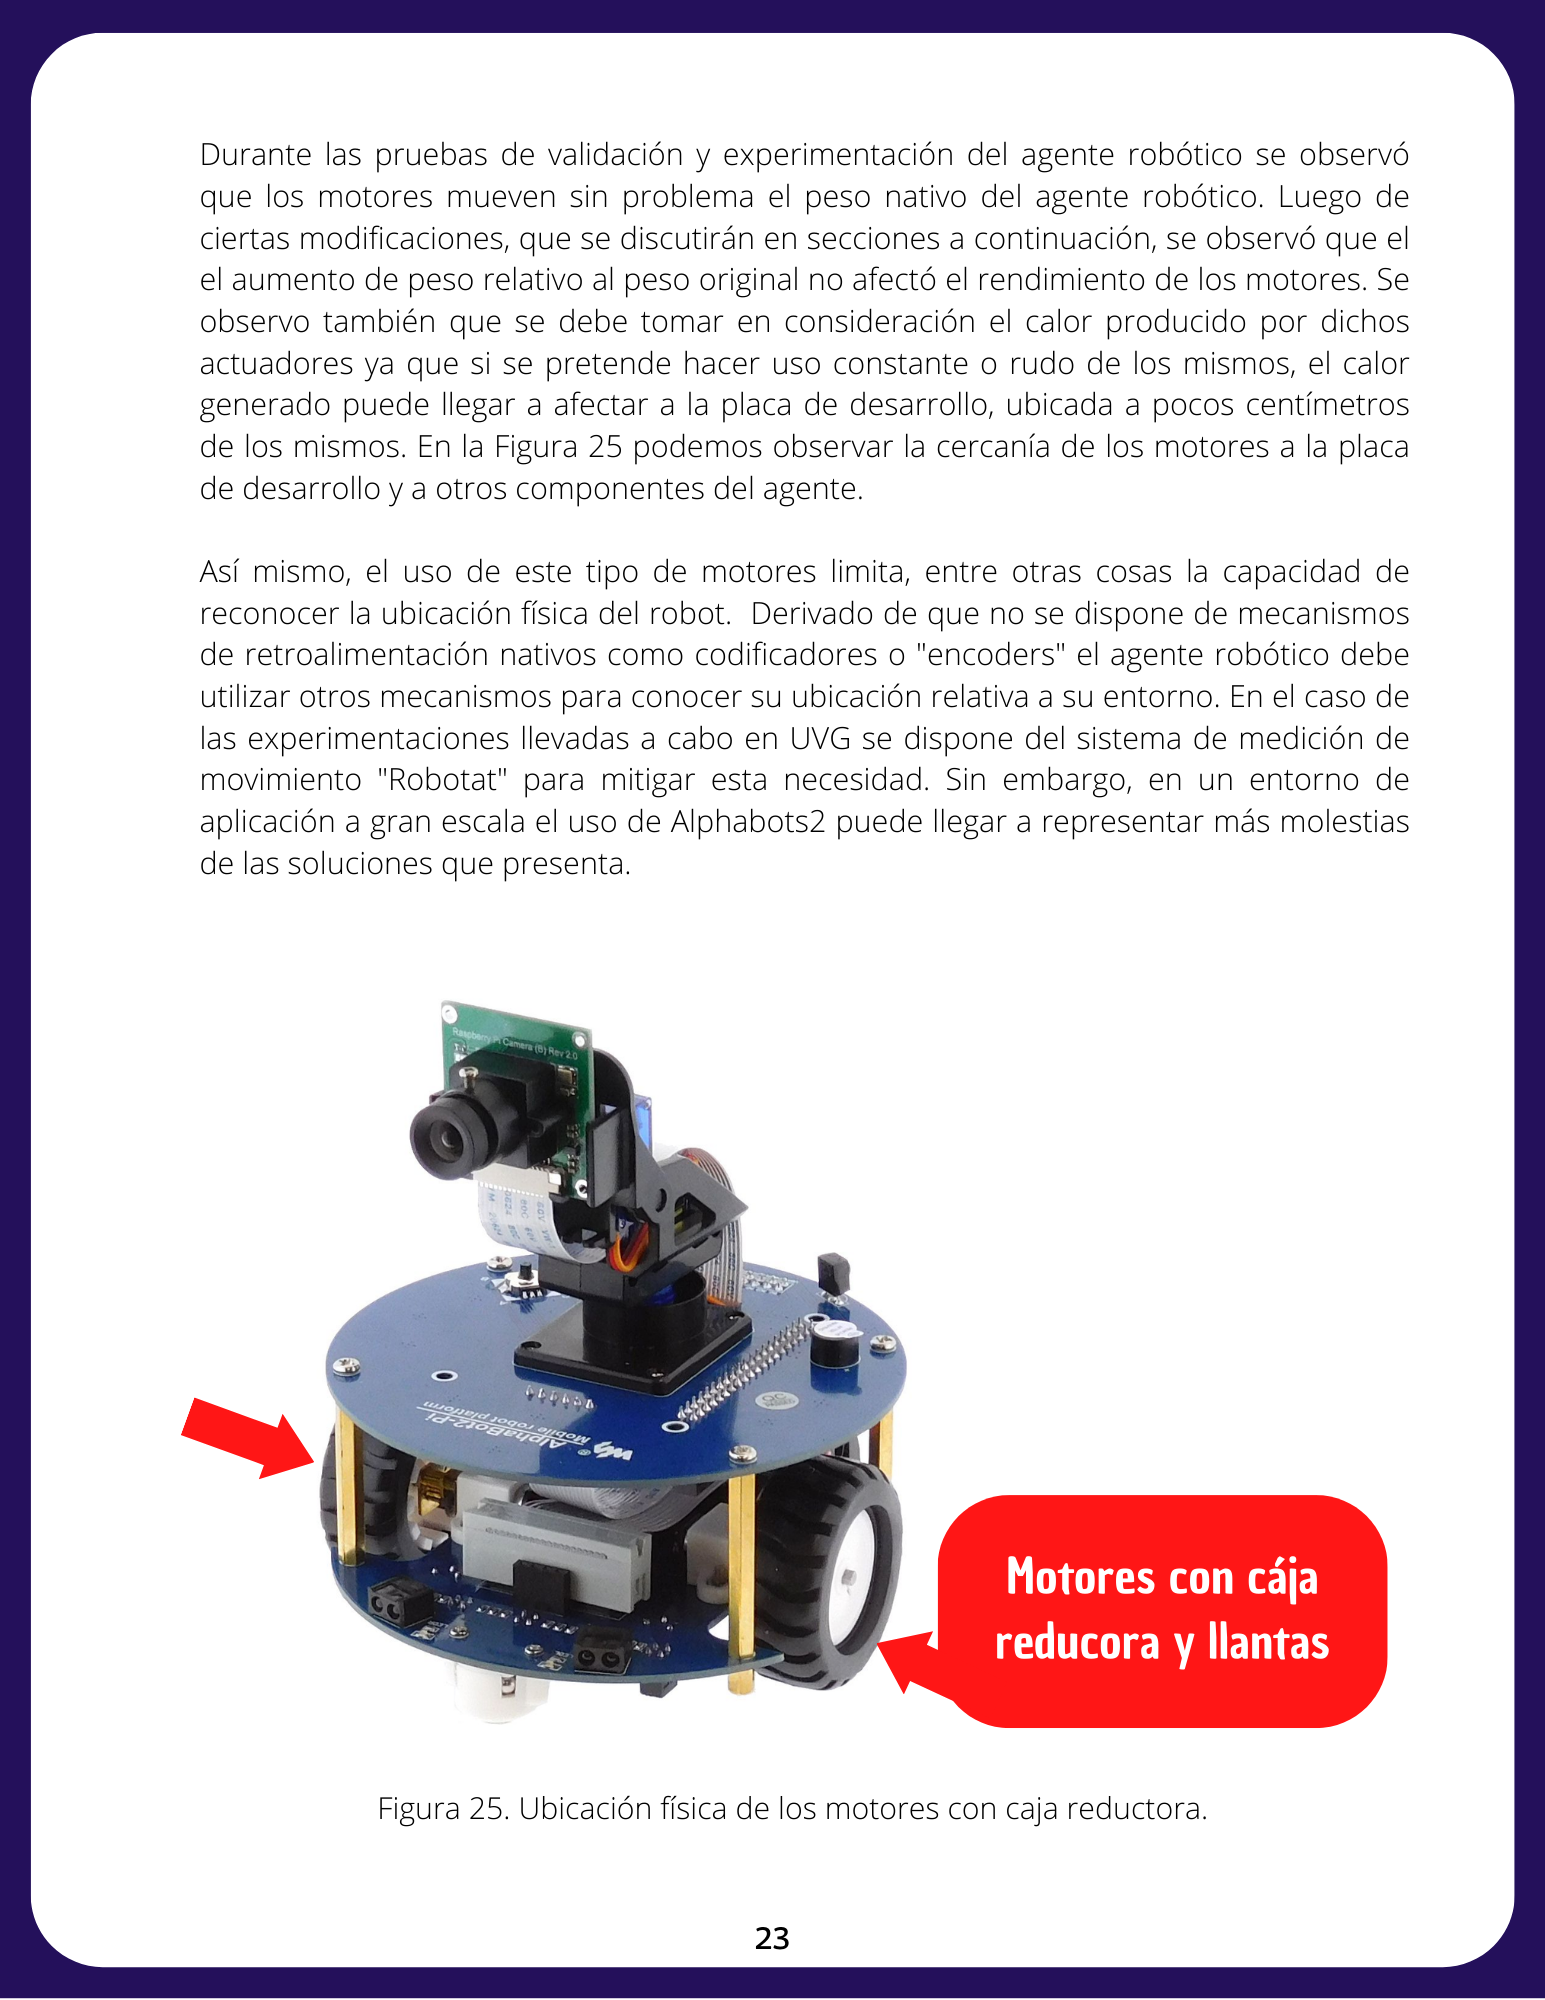 Durante las pruebas de validación y experimentación del agente robótico se observó
que los motores mueven sin problema el peso nativo del agente robótico. Luego de
ciertas modificaciones, que se discutirán en secciones a continuación, se observó que el
el aumento de peso relativo al peso original no afectó el rendimiento de los motores. Se
observo también que se debe tomar en consideración el calor producido por dichos
actuadores ya que si se pretende hacer uso constante o rudo de los mismos, el calor
generado puede llegar a afectar a la placa de desarrollo, ubicada a pocos centímetros
de los mismos. En la Figura 25 podemos observar la cercanía de los motores a la placa
de desarrollo y a otros componentes del agente.
Así mismo, el uso de este tipo de motores limita, entre otras cosas la capacidad de
reconocer la ubicación física del robot. Derivado de que no se dispone de mecanismos
de retroalimentación nativos como codificadores o "encoders" el agente robótico debe
utilizar otros mecanismos para conocer su ubicación relativa a su entorno. En el caso de
las experimentaciones llevadas a cabo en UVG se dispone del sistema de medición de
movimiento "Robotat" para mitigar esta necesidad. Sin embargo, en un entorno de
aplicación a gran escala el uso de Alphabots2 puede llegar a representar más molestias
de las soluciones que presenta.
Raspberry Pi Camera (B) Rev 2.0
AlphaBot2-Pi
Mobile robot platform
Motores con cája
reducora y llantas
Figura 25. Ubicación física de los motores con caja reductora.
23